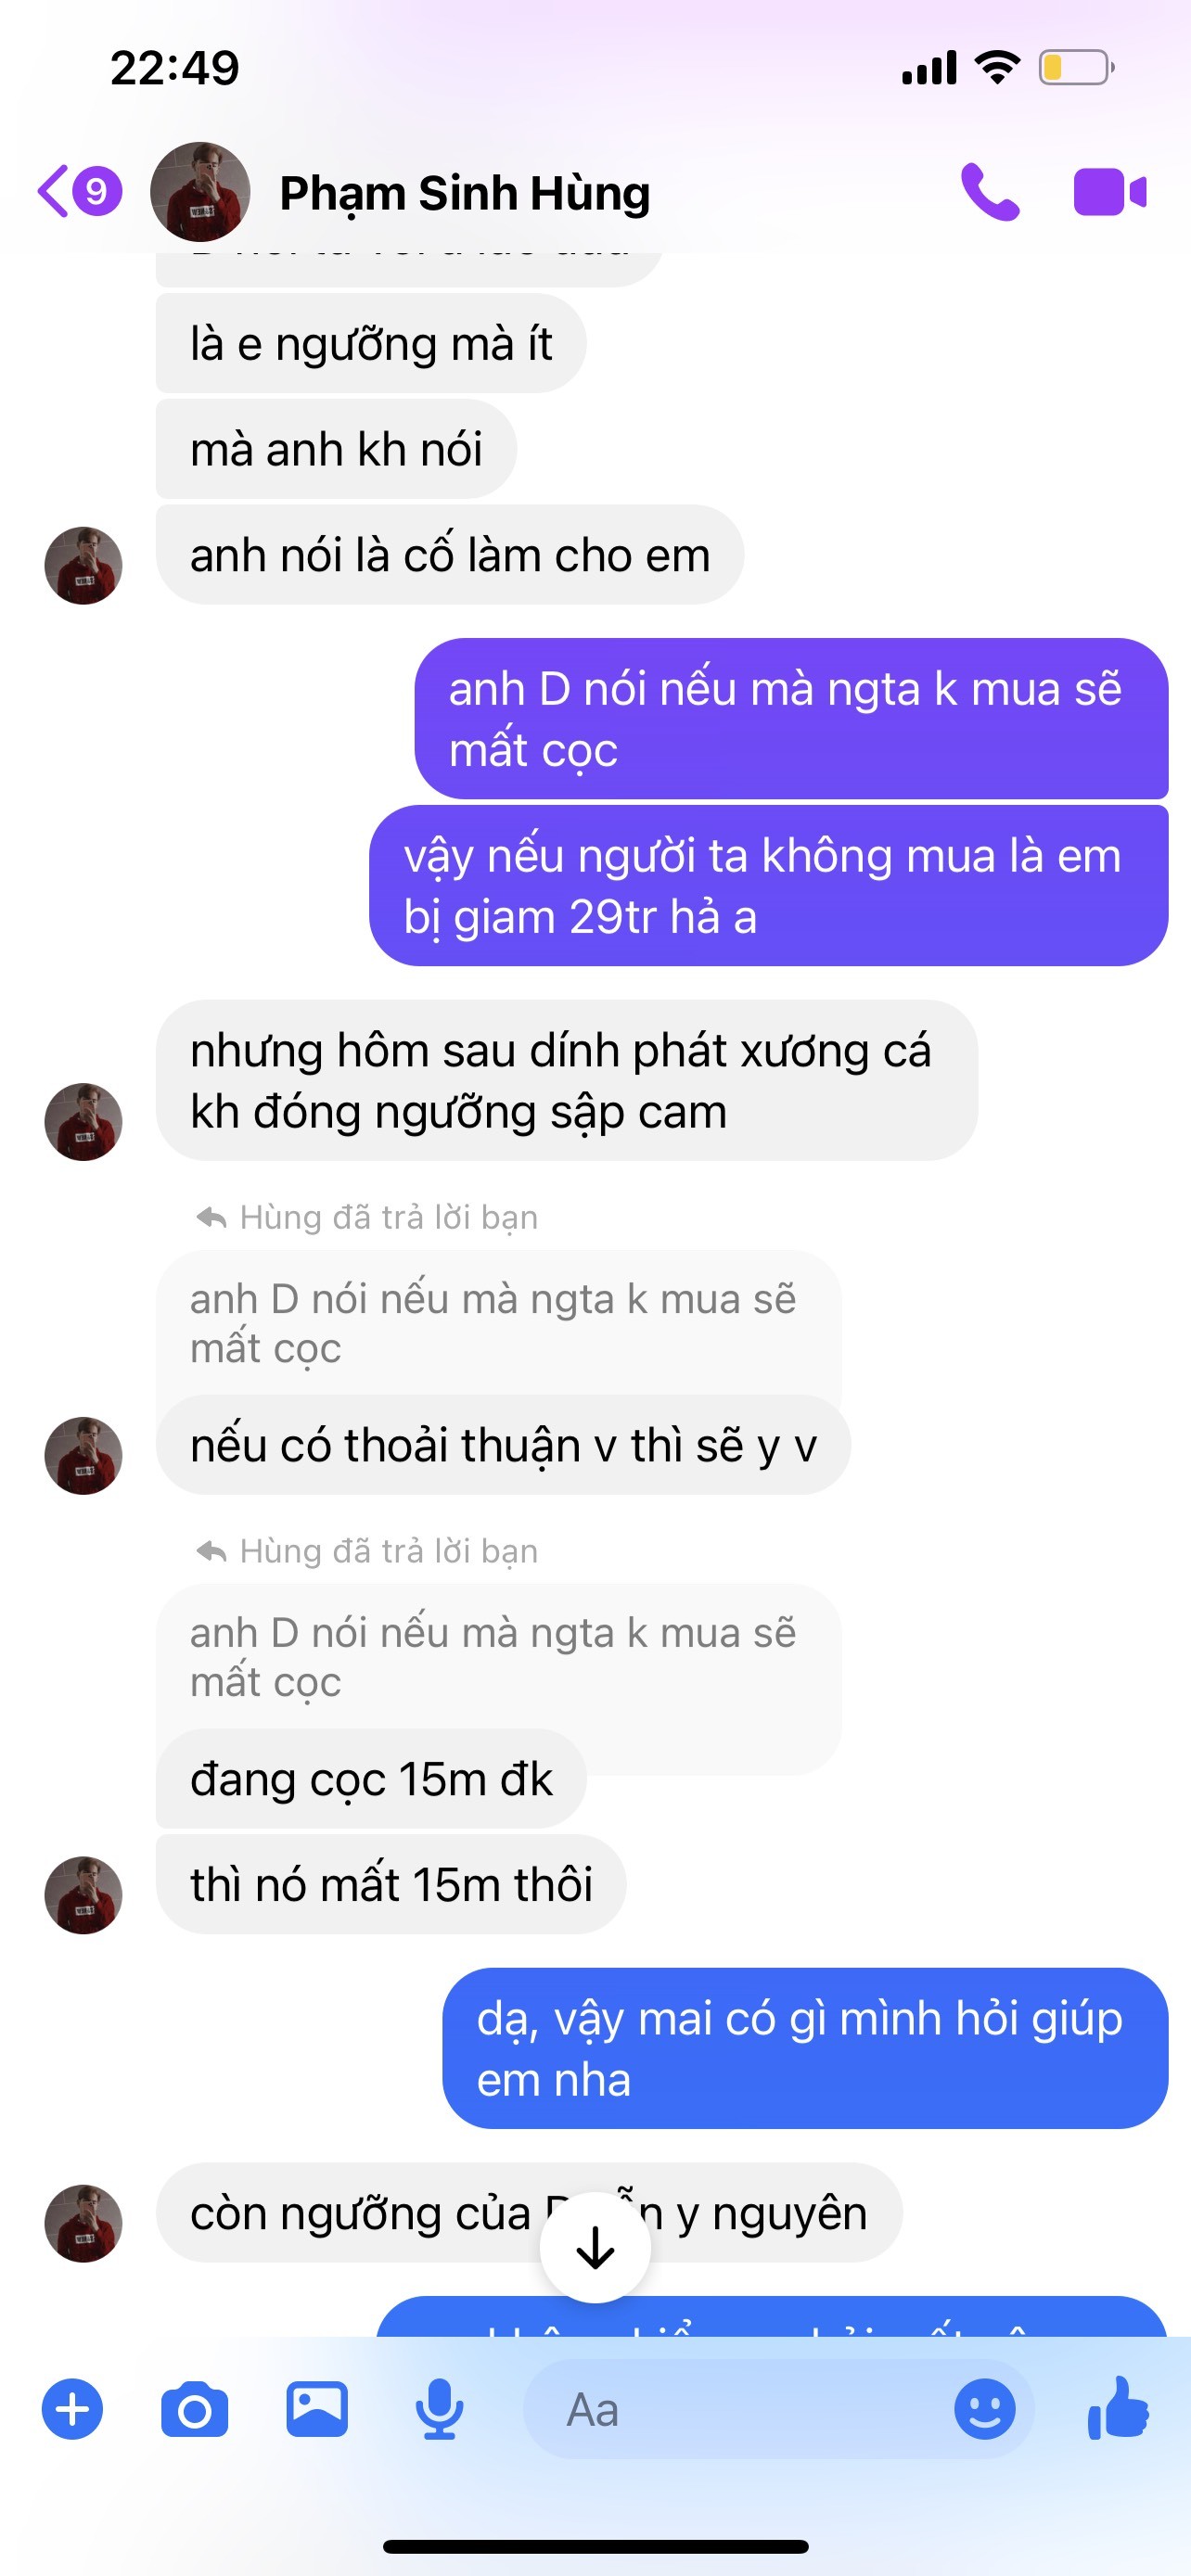 22:49
9
Phạm Sinh Hùng
là e ngưỡng mà ít
mà anh kh nói
anh nói là cố làm cho em
anh D nói nếu mà ngta k mua sẽ
mất cọc
vậy nếu người ta không mua là em
bị giam 29tr hả a
nhưng hôm sau dính phát xương cá
kh đóng ngưỡng sập cam
Hùng đã trả lời bạn
anh D nói nếu mà ngta k mua sẽ
mất cọc
nếu có thoải thuận v thì sẽ y v
Hùng đã trả lời bạn
anh D nói nếu mà ngta k mua sẽ
mất cọc
đang cọc 15m đk
thì nó mất 15m thôi
dạ, vậy mai có gì mình hỏi giúp
em nha
còn ngưỡng của y nguyên
Aa